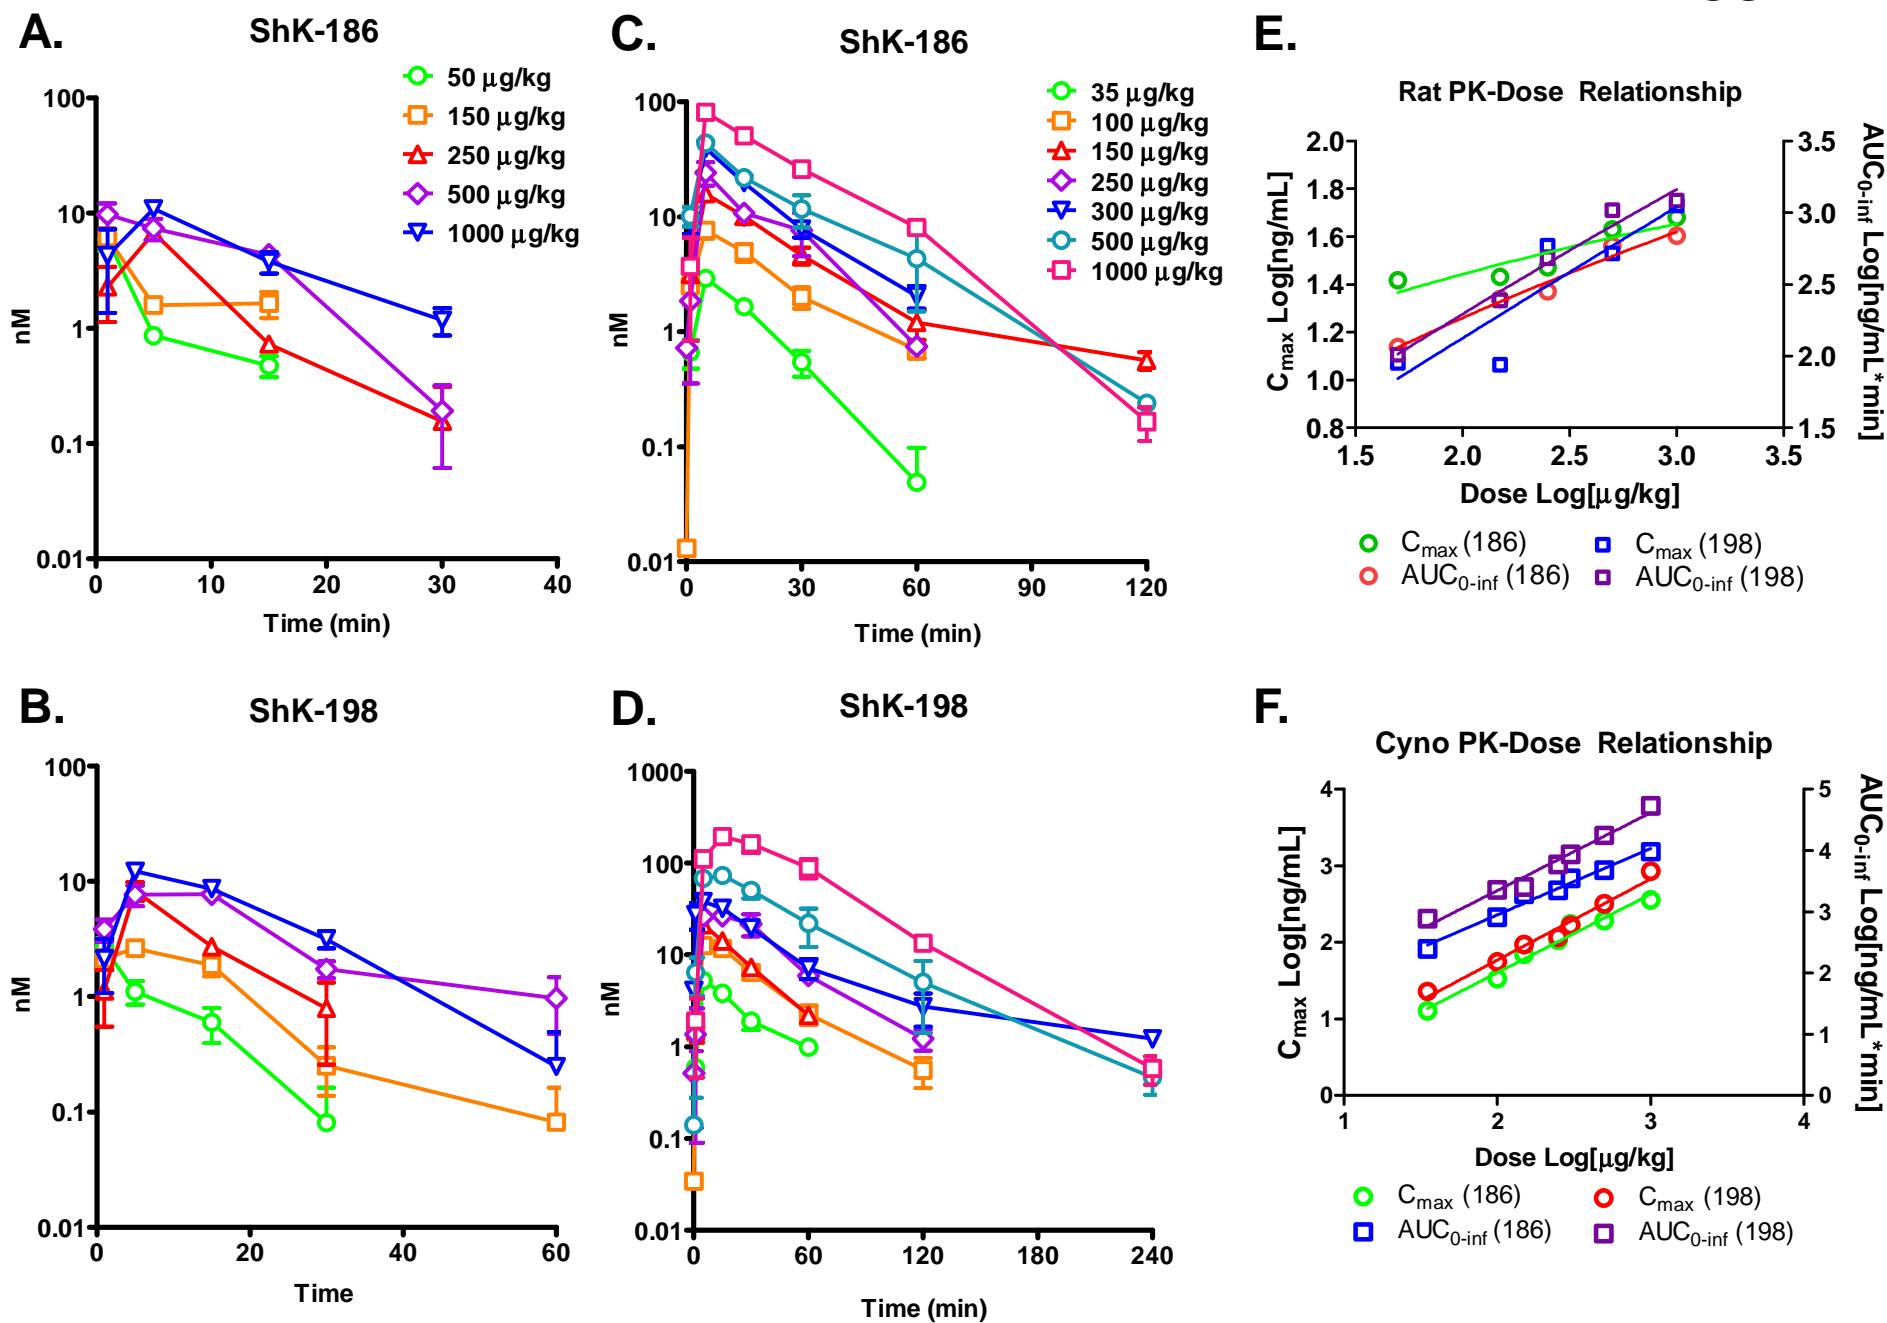 A.
ShK-186
50 µg/kg
150 µg/kg
250 µg/kg
500 µg/kg
1000 µg/kg
100
10
1
0.1
0.01
nM
0 10 20 30 40
Time (min)
C.
ShK-186
35 µg/kg
100 µg/kg
150 µg/kg
250 µg/kg
300 µg/kg
500 µg/kg
1000 µg/kg
100
10
1
0.1
0.01
nM
0 30 60 90 120
Time (min)
E.
Rat PK-Dose Relationship
2.0
1.8
1.6
1.4
1.2
1.0
0.8
Cmax Log[ng/mL]
3.5
3.0
2.5
2.0
1.5
AUC0-inf Log[ng/mL*min]
1.5 2.0 2.5 3.0 3.5
Dose Log[µg/kg]
Cmax (186) Cmax (198)
AUC0-inf (186) AUC0-inf (198)
B.
ShK-198
100
10
1
0.1
0.01
nM
0 20 40 60
Time
D.
ShK-198
1000
100
10
1
0.1
0.01
nM
0 60 120 180 240
Time (min)
F.
Cyno PK-Dose Relationship
4
3
2
1
0
Cmax Log[ng/mL]
5
4
3
2
1
0
AUC0-inf Log[ng/mL*min]
1 2 3 4
Dose Log[µg/kg]
Cmax (186) Cmax (198)
AUC0-inf (186) AUC0-inf (198)